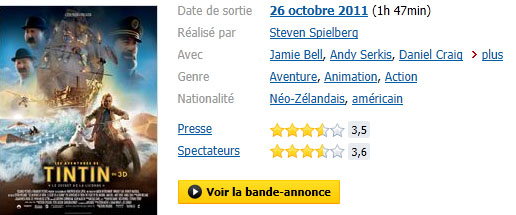 LES AVENTURES DE
TINTIN EN 3D
LE SECRET DE LA LICORNE
Date de sortie 26 octobre 2011 (1h 47min)
Réalisé par Steven Spielberg
Avec Jamie Bell, Andy Serkis, Daniel Craig > plus
Genre Aventure, Animation, Action
Nationalité Néo-Zélandais, américain
Presse 3,5
Spectateurs 3,6
Voir la bande-annonce